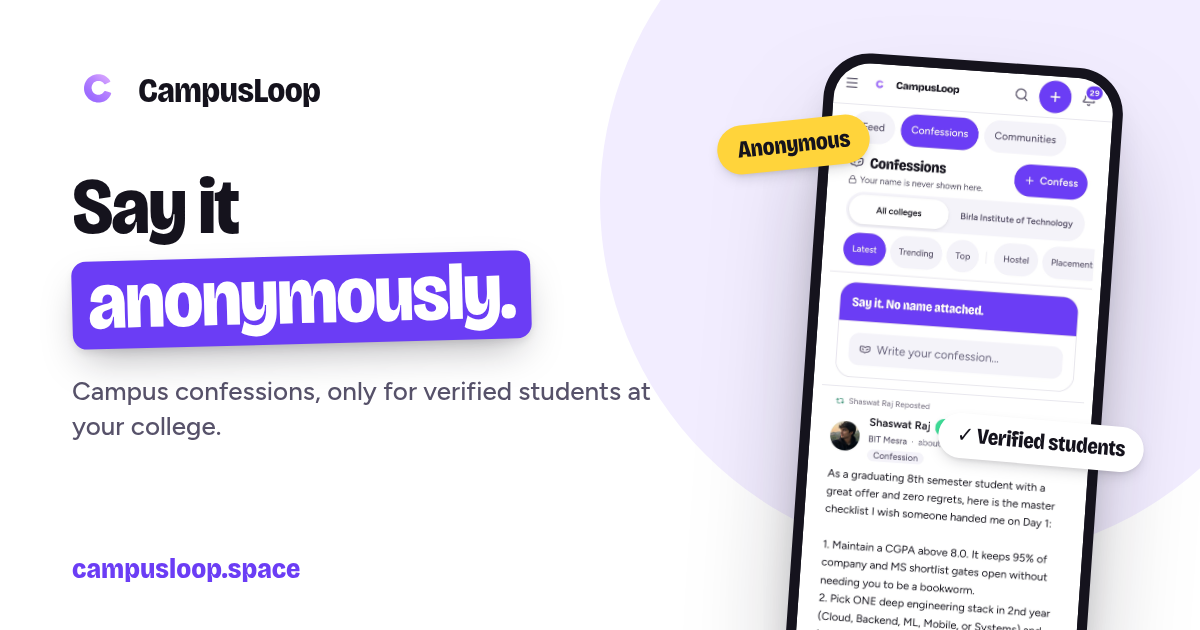 CampusLoop
Say it
anonymously.
Campus confessions, only for verified students at
your college.
campusloop.space
CampusLoop
29
Feed
Confessions
Communities
Anonymous
Confessions
Your name is never shown here.
+ Confess
All colleges
Birla Institute of Technology
Latest
Trending
Top
Hostel
Placement
Say it. No name attached.
Write your confession...
Shaswat Raj Reposted
Shaswat Raj
✓ Verified students
BIT Mesra · about
Confession
As a graduating 8th semester student with a
great offer and zero regrets, here is the master
checklist I wish someone handed me on Day 1:
1. Maintain a CGPA above 8.0. It keeps 95% of
company and MS shortlist gates open without
needing you to be a bookworm.
2. Pick ONE deep engineering stack in 2nd year
(Cloud, Backend, ML, Mobile, or Systems) and